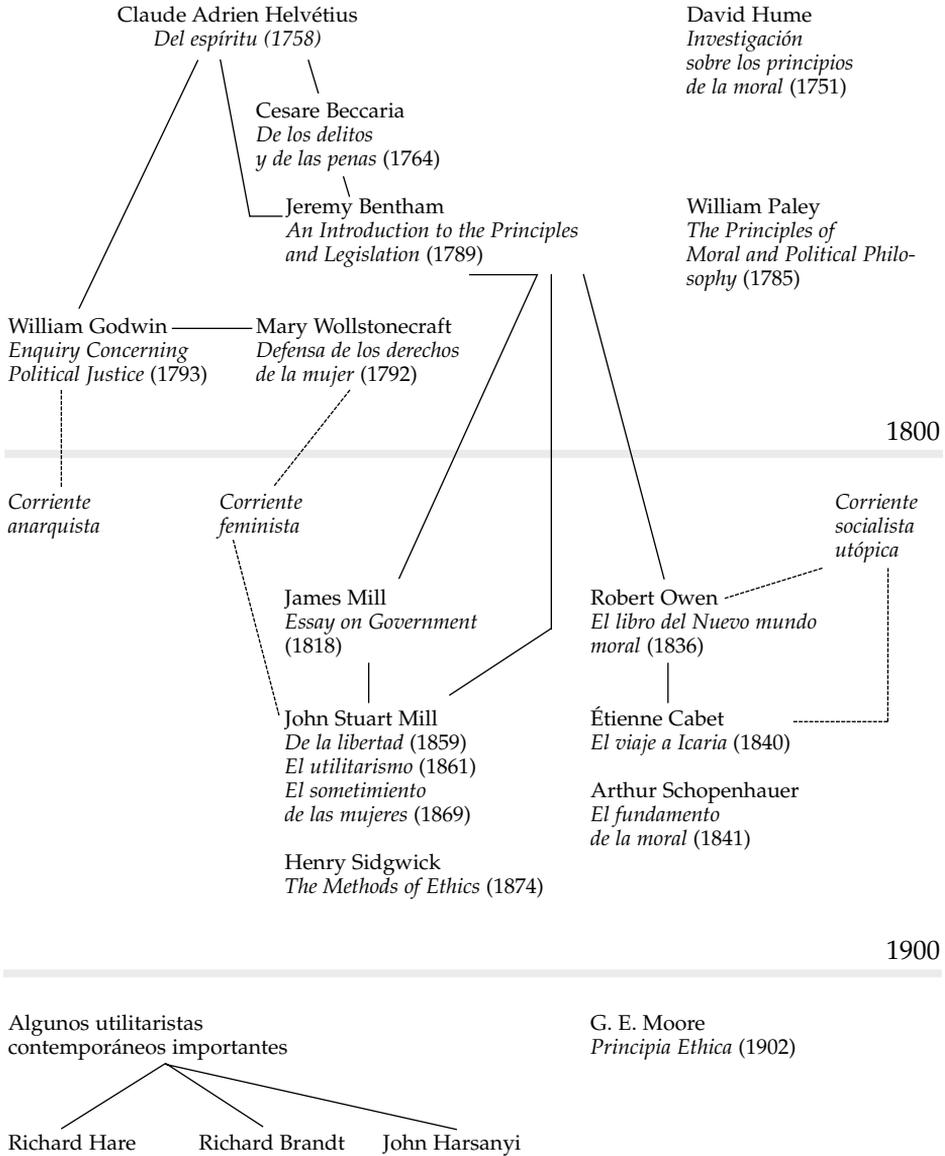 Claude Adrien Helvétius
Del espíritu (1758)
David Hume
Investigación
sobre los principios
de la moral (1751)
Cesare Beccaria
De los delitos
y de las penas (1764)
Jeremy Bentham
An Introduction to the Principles
and Legislation (1789)
William Paley
The Principles of
Moral and Political Philo-
sophy (1785)
William Godwin
Enquiry Concerning
Political Justice (1793)
Mary Wollstonecraft
Defensa de los derechos
de la mujer (1792)
1800
Corriente
anarquista
Corriente
feminista
Corriente
socialista
utópica
James Mill
Essay on Government
(1818)
Robert Owen
El libro del Nuevo mundo
moral (1836)
John Stuart Mill
De la libertad (1859)
El utilitarismo (1861)
El sometimiento
de las mujeres (1869)
Étienne Cabet
El viaje a Icaria (1840)
Arthur Schopenhauer
El fundamento
de la moral (1841)
Henry Sidgwick
The Methods of Ethics (1874)
1900
Algunos utilitaristas
contemporáneos importantes
G. E. Moore
Principia Ethica (1902)
Richard Hare
Richard Brandt
John Harsanyi